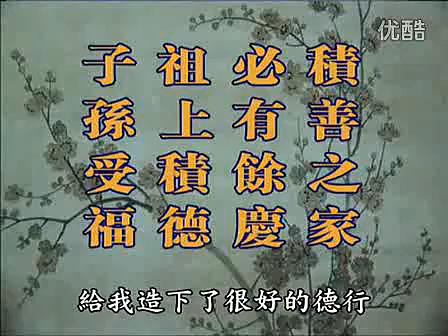 優酷
積善之家
必有餘慶
祖上積德
子孫受福
給我造下了很好的德行